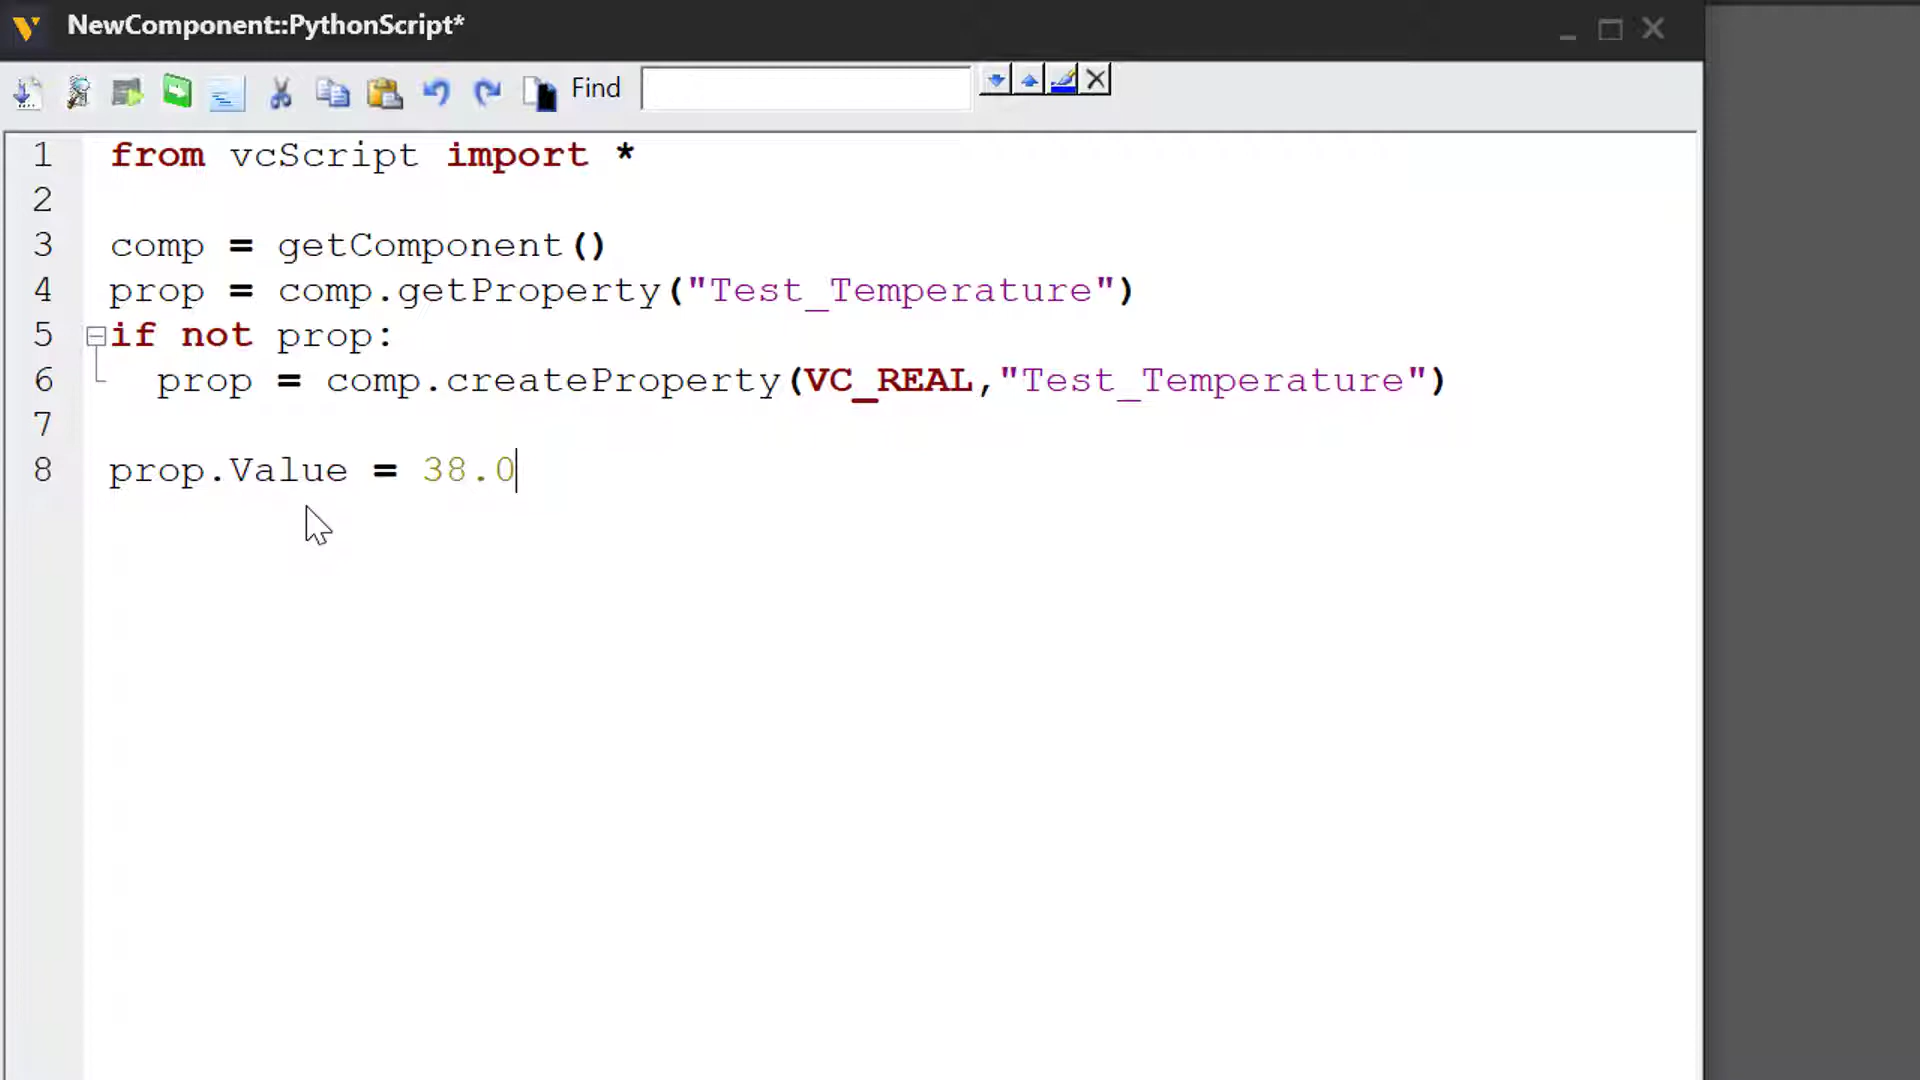 NewComponent::PythonScript*
Find
1 from vcScript import *
2
3 comp = getComponent()
4 prop = comp.getProperty("Test_Temperature")
5 if not prop:
6   prop = comp.createProperty(VC_REAL,"Test_Temperature")
7
8 prop.Value = 38.0